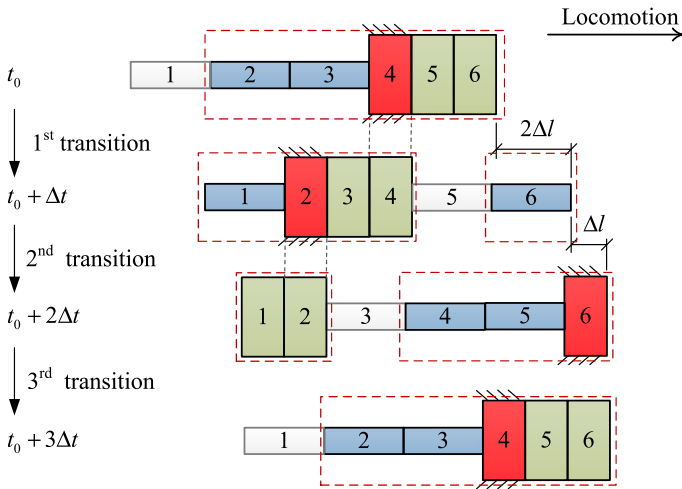 Locomotion
t₀
1 2 3 4 5 6
1ˢᵗ transition
2Δl
t₀ + Δt
1 2 3 4 5 6
Δl
2ⁿᵈ transition
t₀ + 2Δt
1 2 3 4 5 6
3ʳᵈ transition
t₀ + 3Δt
1 2 3 4 5 6